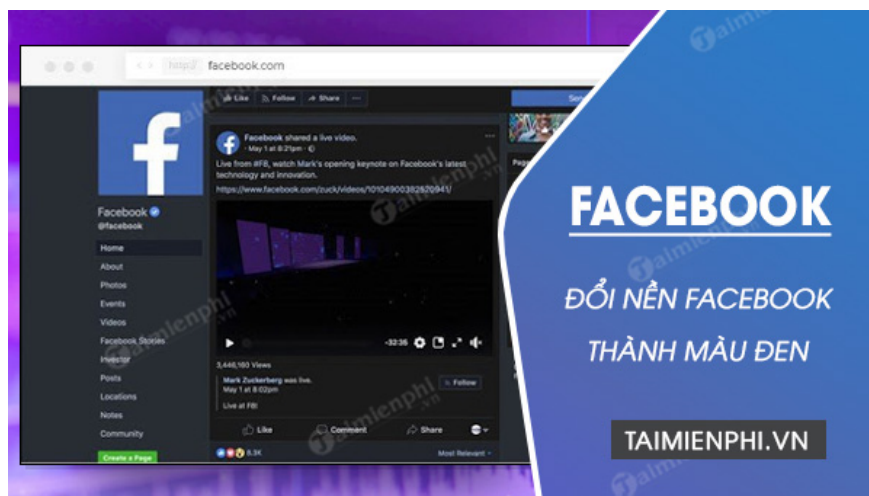 http://
facebook.com
Like
Follow
Share
Facebook shared a live video.
May 1 at 8:21pm
Live from #F8, watch Mark's opening keynote on Facebook's latest
technology and innovation.
https://www.facebook.com/zuck/videos/10104900382620941/
Facebook
@facebook
Home
About
Photos
Events
Videos
Facebook Stories
Investor
Posts
Locations
Notes
Community
Create a Page
-32:35
3,446,160 Views
Mark Zuckerberg was live.
May 1 at 8:02pm
Live at F8!
Follow
Like
Comment
Share
8.3K
Most Relevant
FACEBOOK
ĐỔI NỀN FACEBOOK
THÀNH MÀU ĐEN
TAIMIENPHI.VN
Taimienphi
.vn